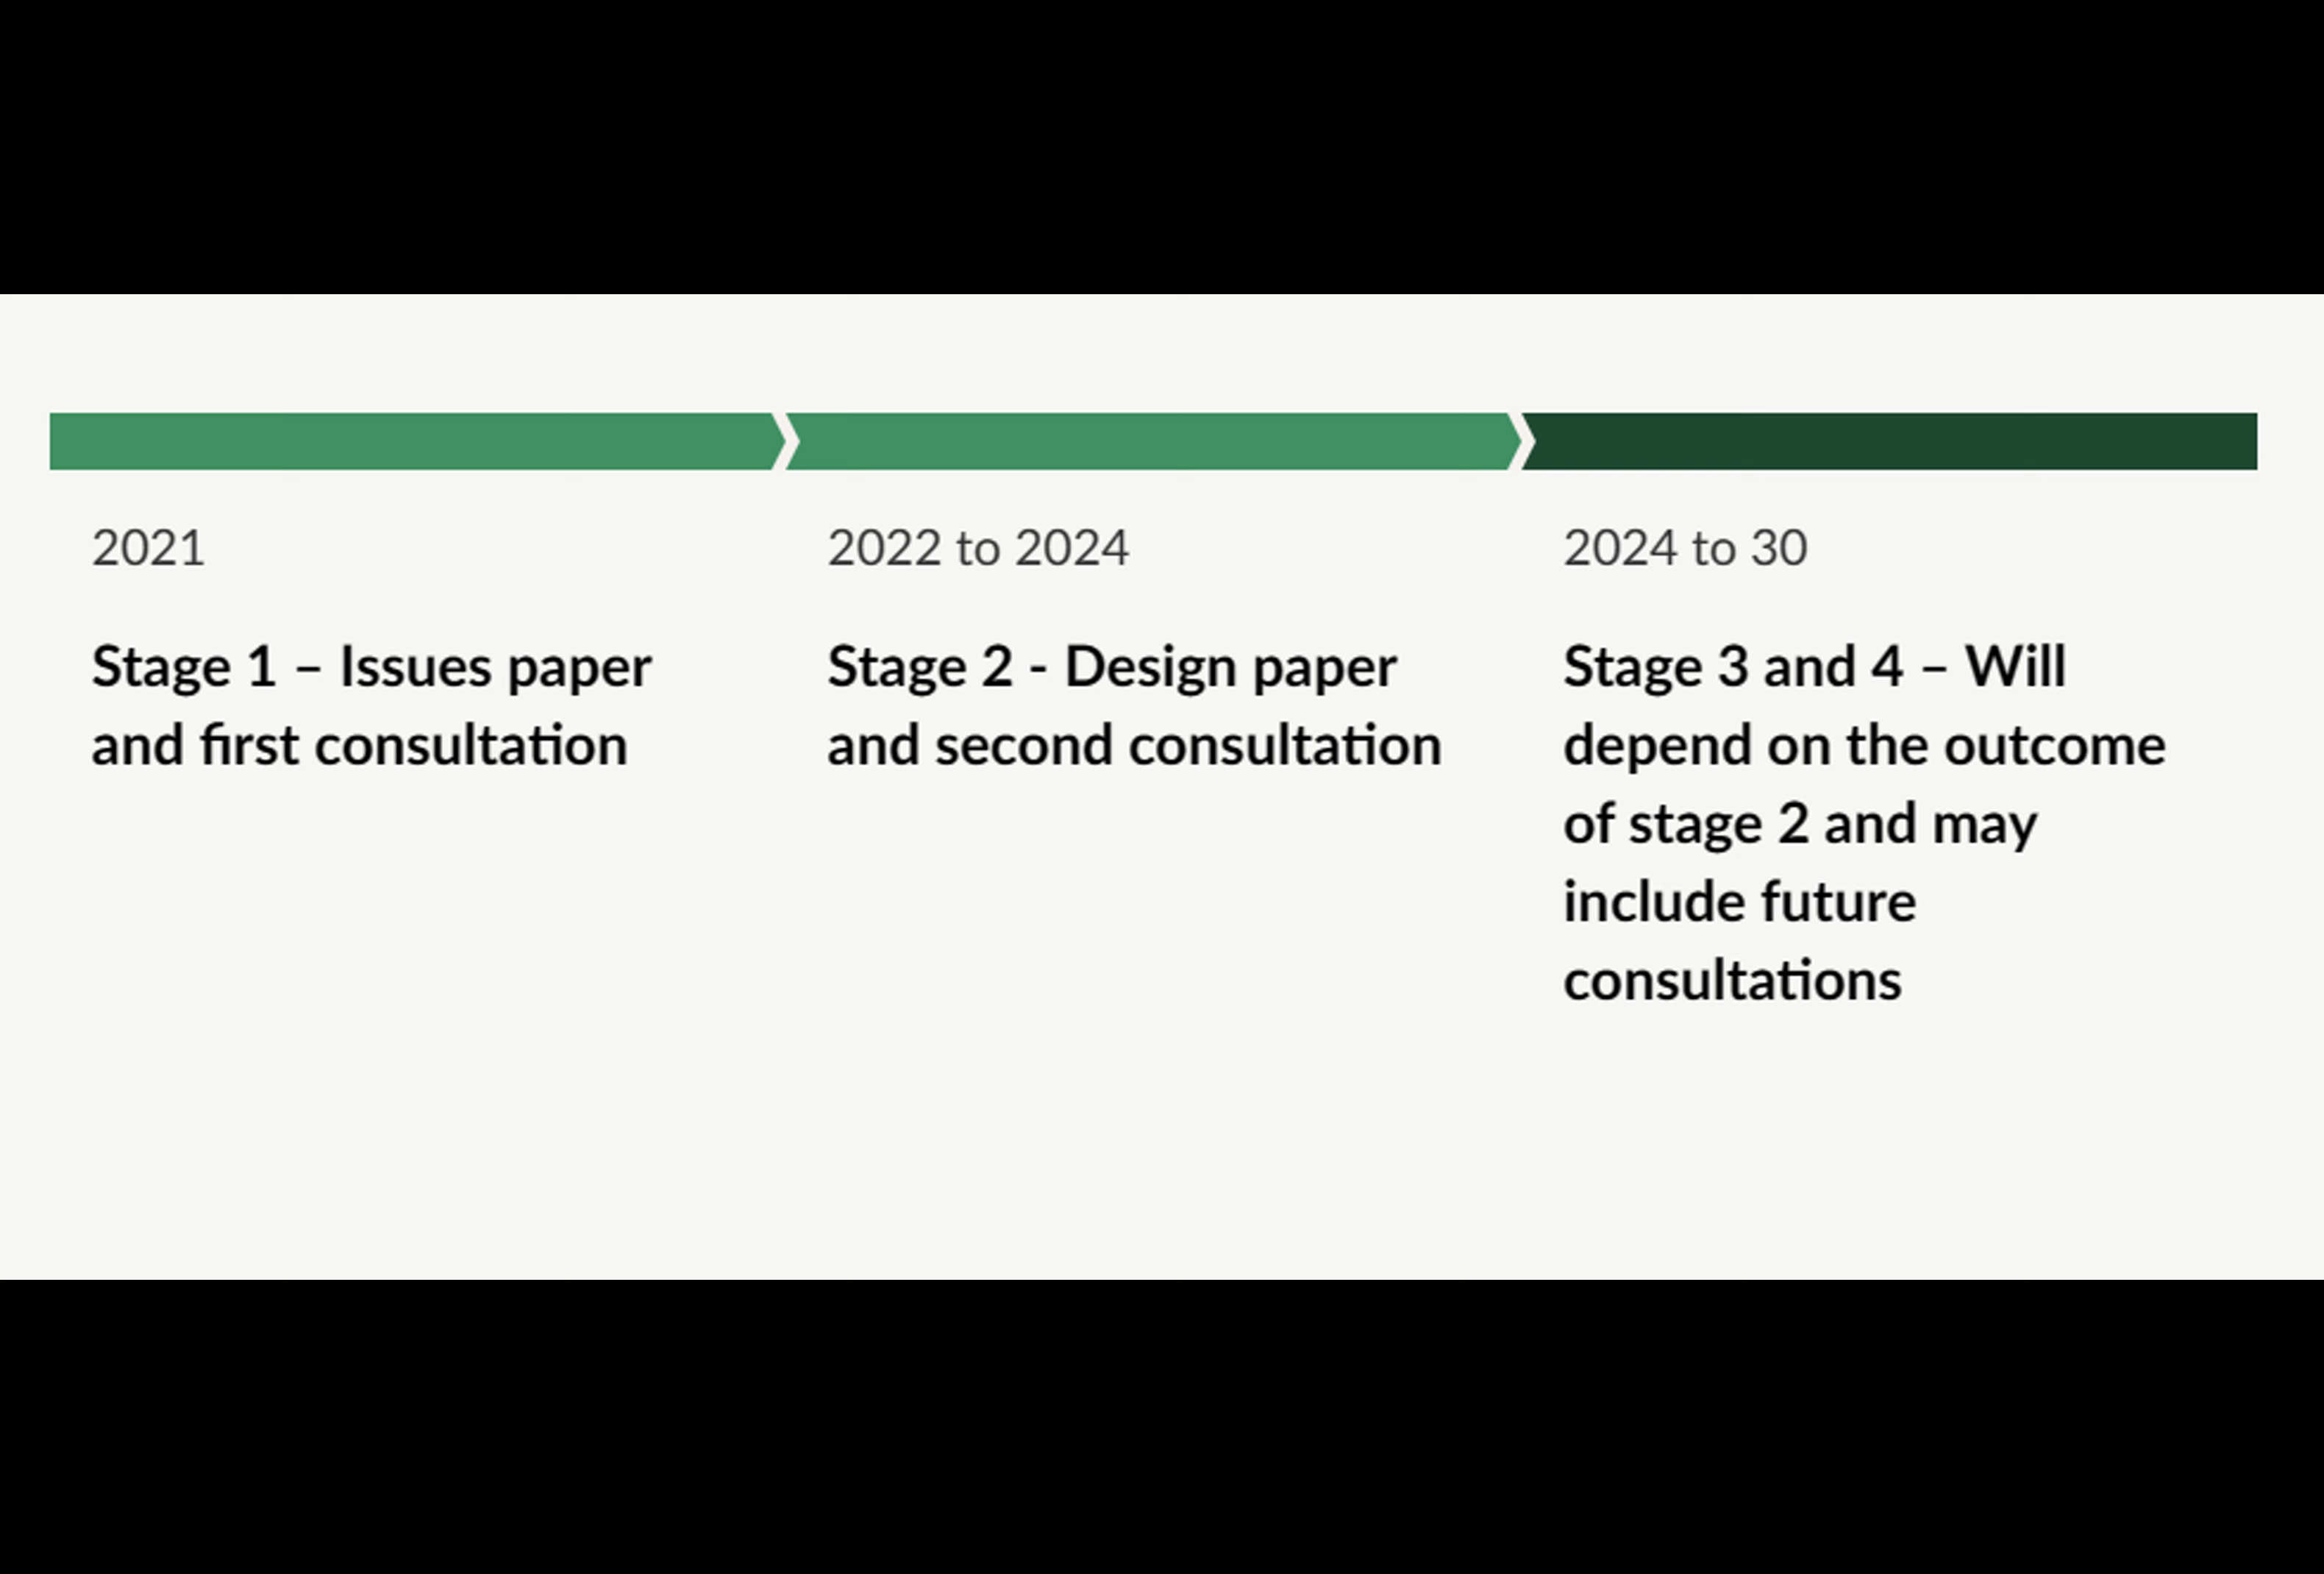 2021
Stage 1 – Issues paper
and first consultation
2022 to 2024
Stage 2 - Design paper
and second consultation
2024 to 30
Stage 3 and 4 – Will
depend on the outcome
of stage 2 and may
include future
consultations